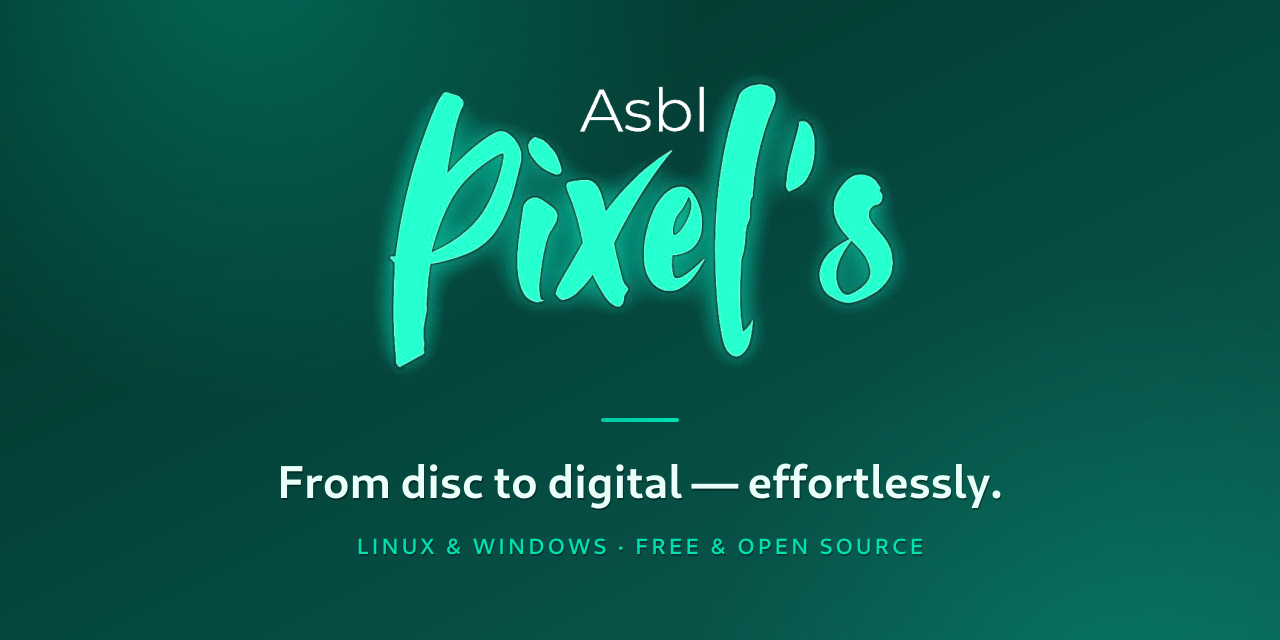 Asbl
Pixel's
From disc to digital — effortlessly.
LINUX & WINDOWS · FREE & OPEN SOURCE